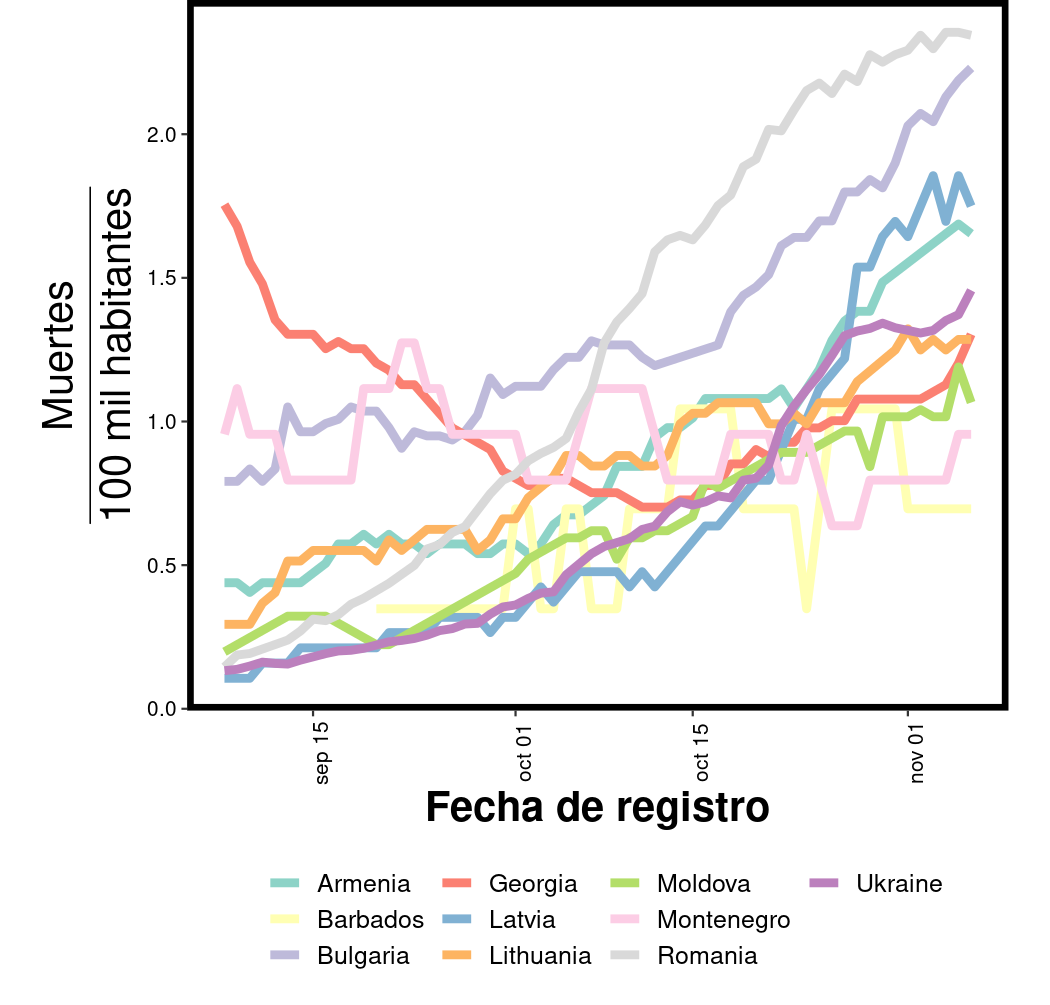 Muertes
100 mil habitantes
2.0
1.5
1.0
0.5
0.0
sep 15
oct 01
oct 15
nov 01
Fecha de registro
Armenia Georgia Moldova Ukraine
Barbados Latvia Montenegro
Bulgaria Lithuania Romania